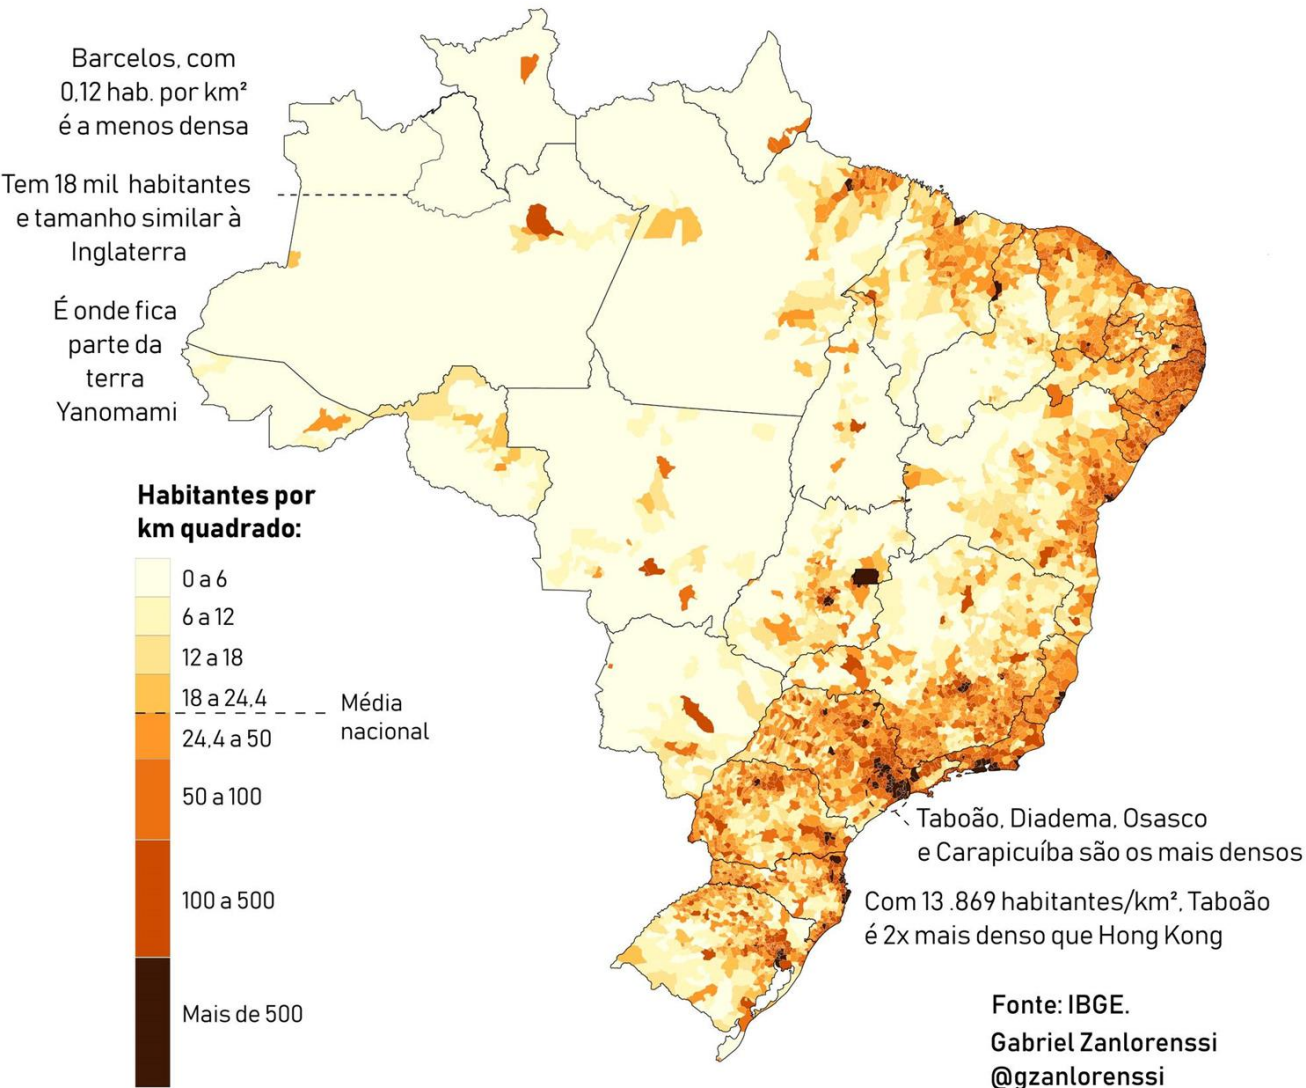 Barcelos, com
0,12 hab. por km²
é a menos densa
Tem 18 mil habitantes
e tamanho similar à
Inglaterra
É onde fica
parte da
terra
Yanomami
Habitantes por
km quadrado:
0 a 6
6 a 12
12 a 18
18 a 24,4
Média
nacional
24,4 a 50
50 a 100
100 a 500
Mais de 500
Taboão, Diadema, Osasco
e Carapicuíba são os mais densos
Com 13 .869 habitantes/km², Taboão
é 2x mais denso que Hong Kong
Fonte: IBGE.
Gabriel Zanlorenssi
@gzanlorenssi